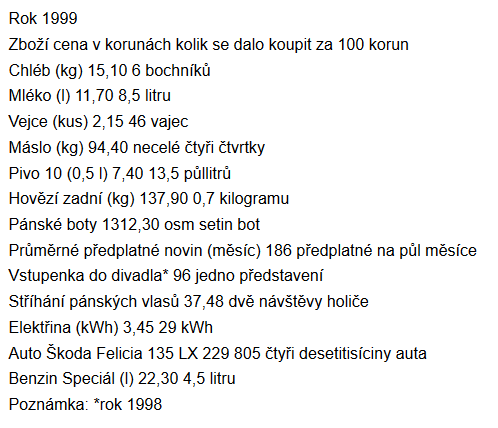 Rok 1999
Zboží cena v korunách kolik se dalo koupit za 100 korun
Chléb (kg) 15,10 6 bochníků
Mléko (l) 11,70 8,5 litru
Vejce (kus) 2,15 46 vajec
Máslo (kg) 94,40 necelé čtyři čtvrtky
Pivo 10 (0,5 l) 7,40 13,5 půllitrů
Hovězí zadní (kg) 137,90 0,7 kilogramu
Pánské boty 1312,30 osm setin bot
Průměrné předplatné novin (měsíc) 186 předplatné na půl měsíce
Vstupenka do divadla* 96 jedno představení
Stříhání pánských vlasů 37,48 dvě návštěvy holiče
Elektřina (kWh) 3,45 29 kWh
Auto Škoda Felicia 135 LX 229 805 čtyři desetitisíciny auta
Benzin Speciál (l) 22,30 4,5 litru
Poznámka: *rok 1998